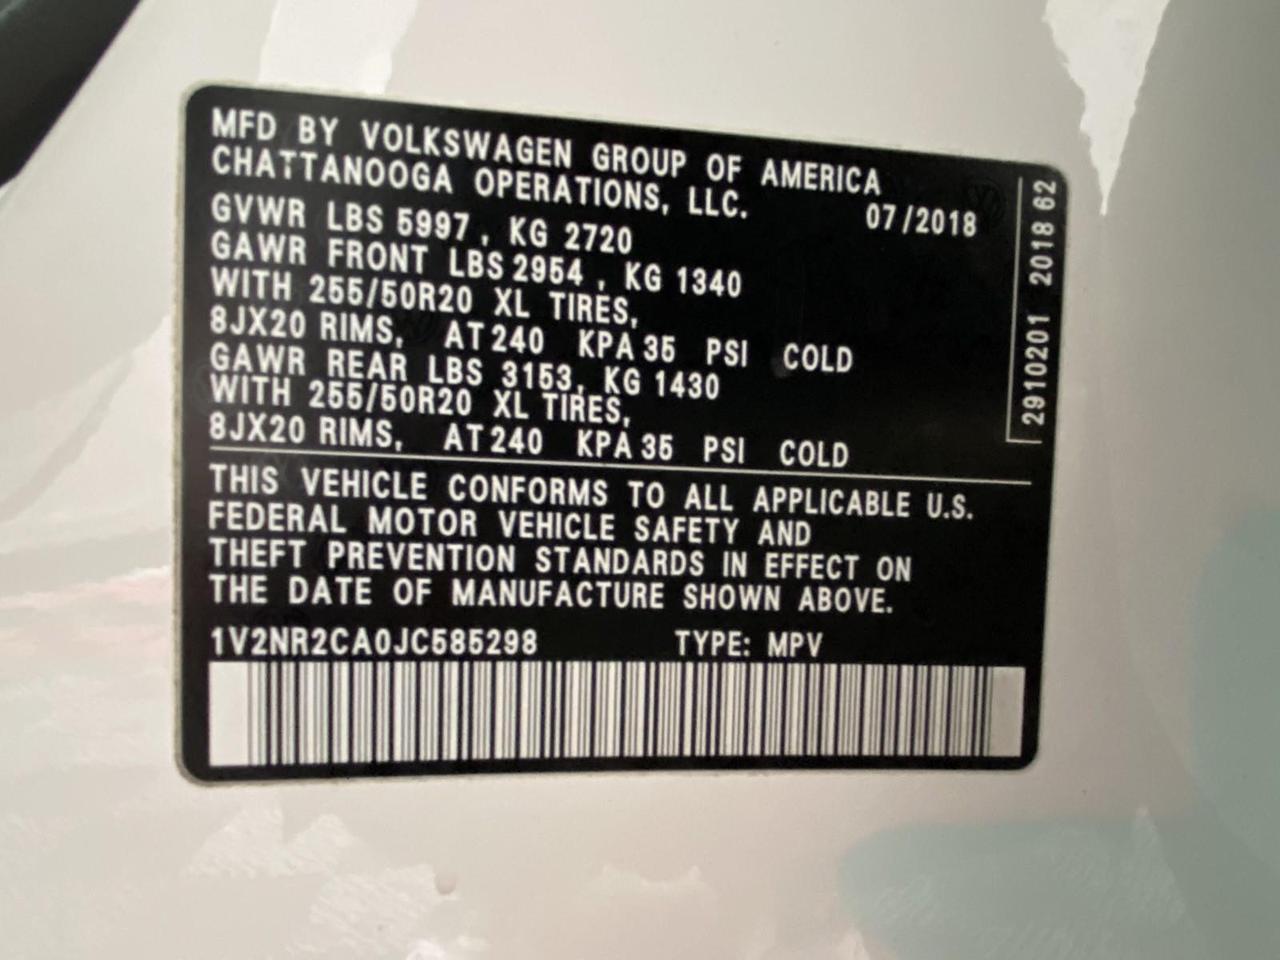 MFD BY VOLKSWAGEN GROUP OF AMERICA
CHATTANOOGA OPERATIONS, LLC.
07/2018
GVWR LBS 5997, KG 2720
GAWR FRONT LBS 2954, KG 1340
WITH 255/50R20 XL TIRES,
8JX20 RIMS, AT 240 KPA 35 PSI COLD
GAWR REAR LBS 3153, KG 1430
WITH 255/50R20 XL TIRES,
8JX20 RIMS, AT 240 KPA 35 PSI COLD
THIS VEHICLE CONFORMS TO ALL APPLICABLE U.S.
FEDERAL MOTOR VEHICLE SAFETY AND
THEFT PREVENTION STANDARDS IN EFFECT ON
THE DATE OF MANUFACTURE SHOWN ABOVE.
1V2NR2CA0JC585298 TYPE: MPV
2910201 2018 62